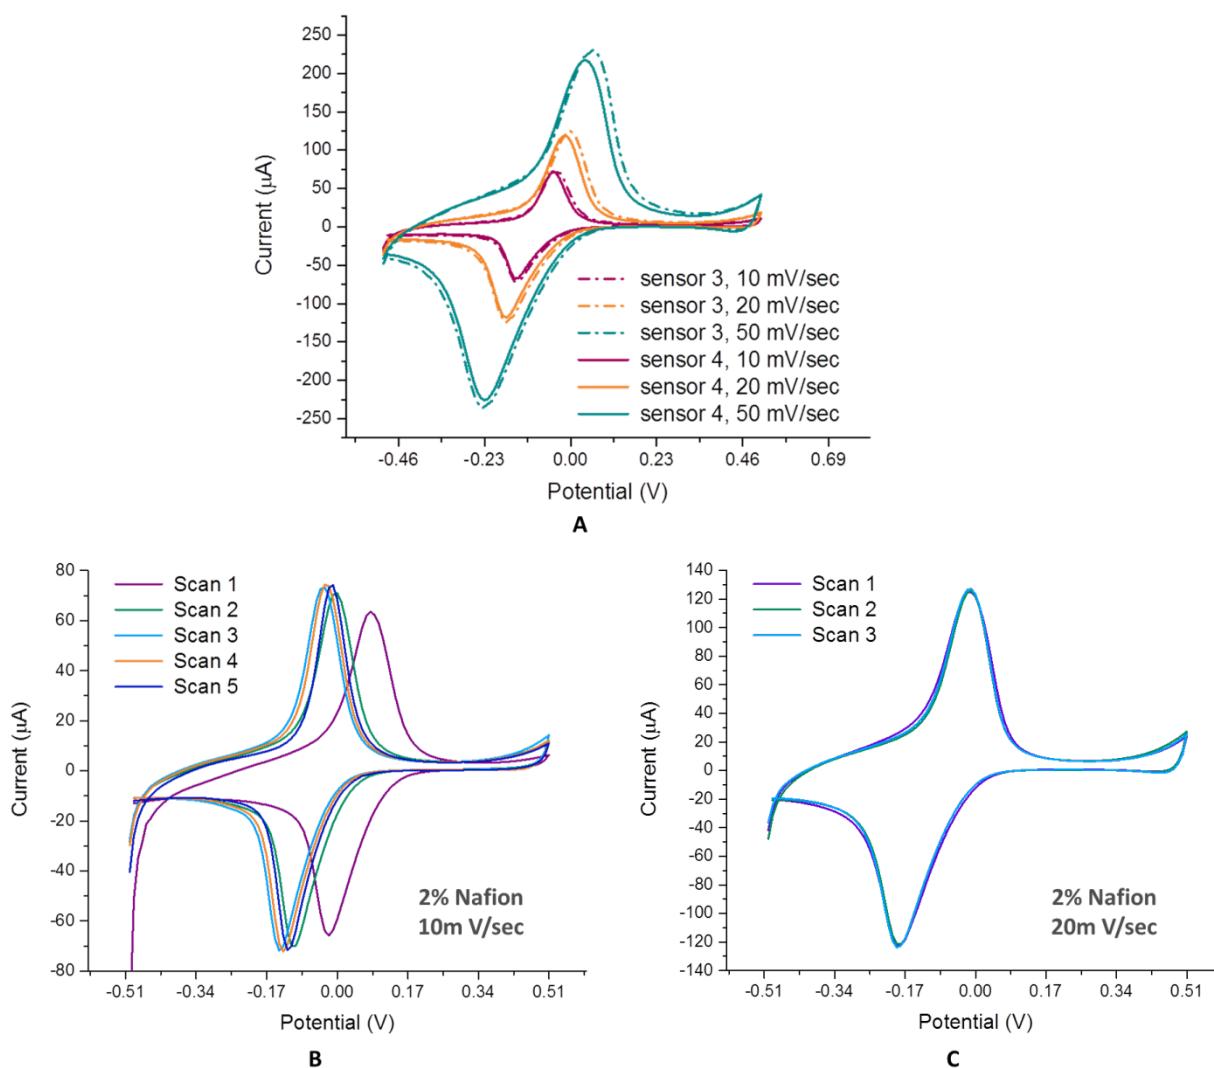 250
200
150
100
50
0
-50
-100
-150
-200
-250
Current (μA)
sensor 3, 10 mV/sec
sensor 3, 20 mV/sec
sensor 3, 50 mV/sec
sensor 4, 10 mV/sec
sensor 4, 20 mV/sec
sensor 4, 50 mV/sec
-0.46 -0.23 0.00 0.23 0.46 0.69
Potential (V)
A
80
60
40
20
0
-20
-40
-60
-80
Current (μA)
Scan 1
Scan 2
Scan 3
Scan 4
Scan 5
2% Nafion
10m V/sec
-0.51 -0.34 -0.17 0.00 0.17 0.34 0.51
Potential (V)
B
140
120
100
80
60
40
20
0
-20
-40
-60
-80
-100
-120
-140
Current (μA)
Scan 1
Scan 2
Scan 3
2% Nafion
20m V/sec
-0.51 -0.34 -0.17 0.00 0.17 0.34 0.51
Potential (V)
C